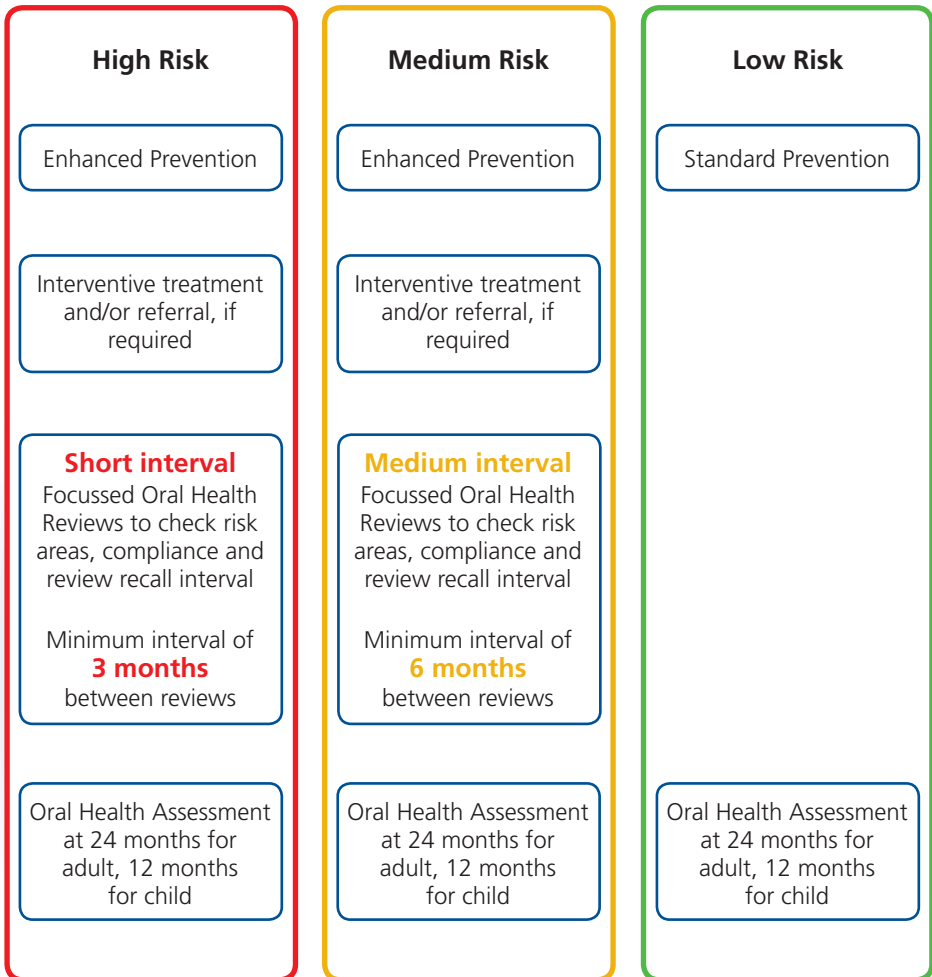 High Risk
Enhanced Prevention
Interventive treatment
and/or referral, if
required
Short interval
Focussed Oral Health
Reviews to check risk
areas, compliance and
review recall interval
Minimum interval of
3 months
between reviews
Oral Health Assessment
at 24 months for
adult, 12 months
for child
Medium Risk
Enhanced Prevention
Interventive treatment
and/or referral, if
required
Medium interval
Focussed Oral Health
Reviews to check risk
areas, compliance and
review recall interval
Minimum interval of
6 months
between reviews
Oral Health Assessment
at 24 months for
adult, 12 months
for child
Low Risk
Standard Prevention
Oral Health Assessment
at 24 months for
adult, 12 months
for child